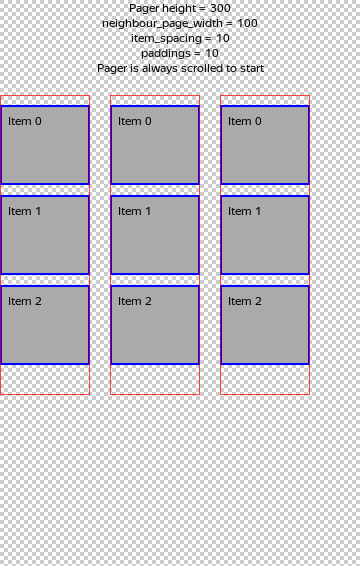 Pager height = 300
neighbour_page_width = 100
item_spacing = 10
paddings = 10
Pager is always scrolled to start
Item 0 Item 0 Item 0
Item 1 Item 1 Item 1
Item 2 Item 2 Item 2